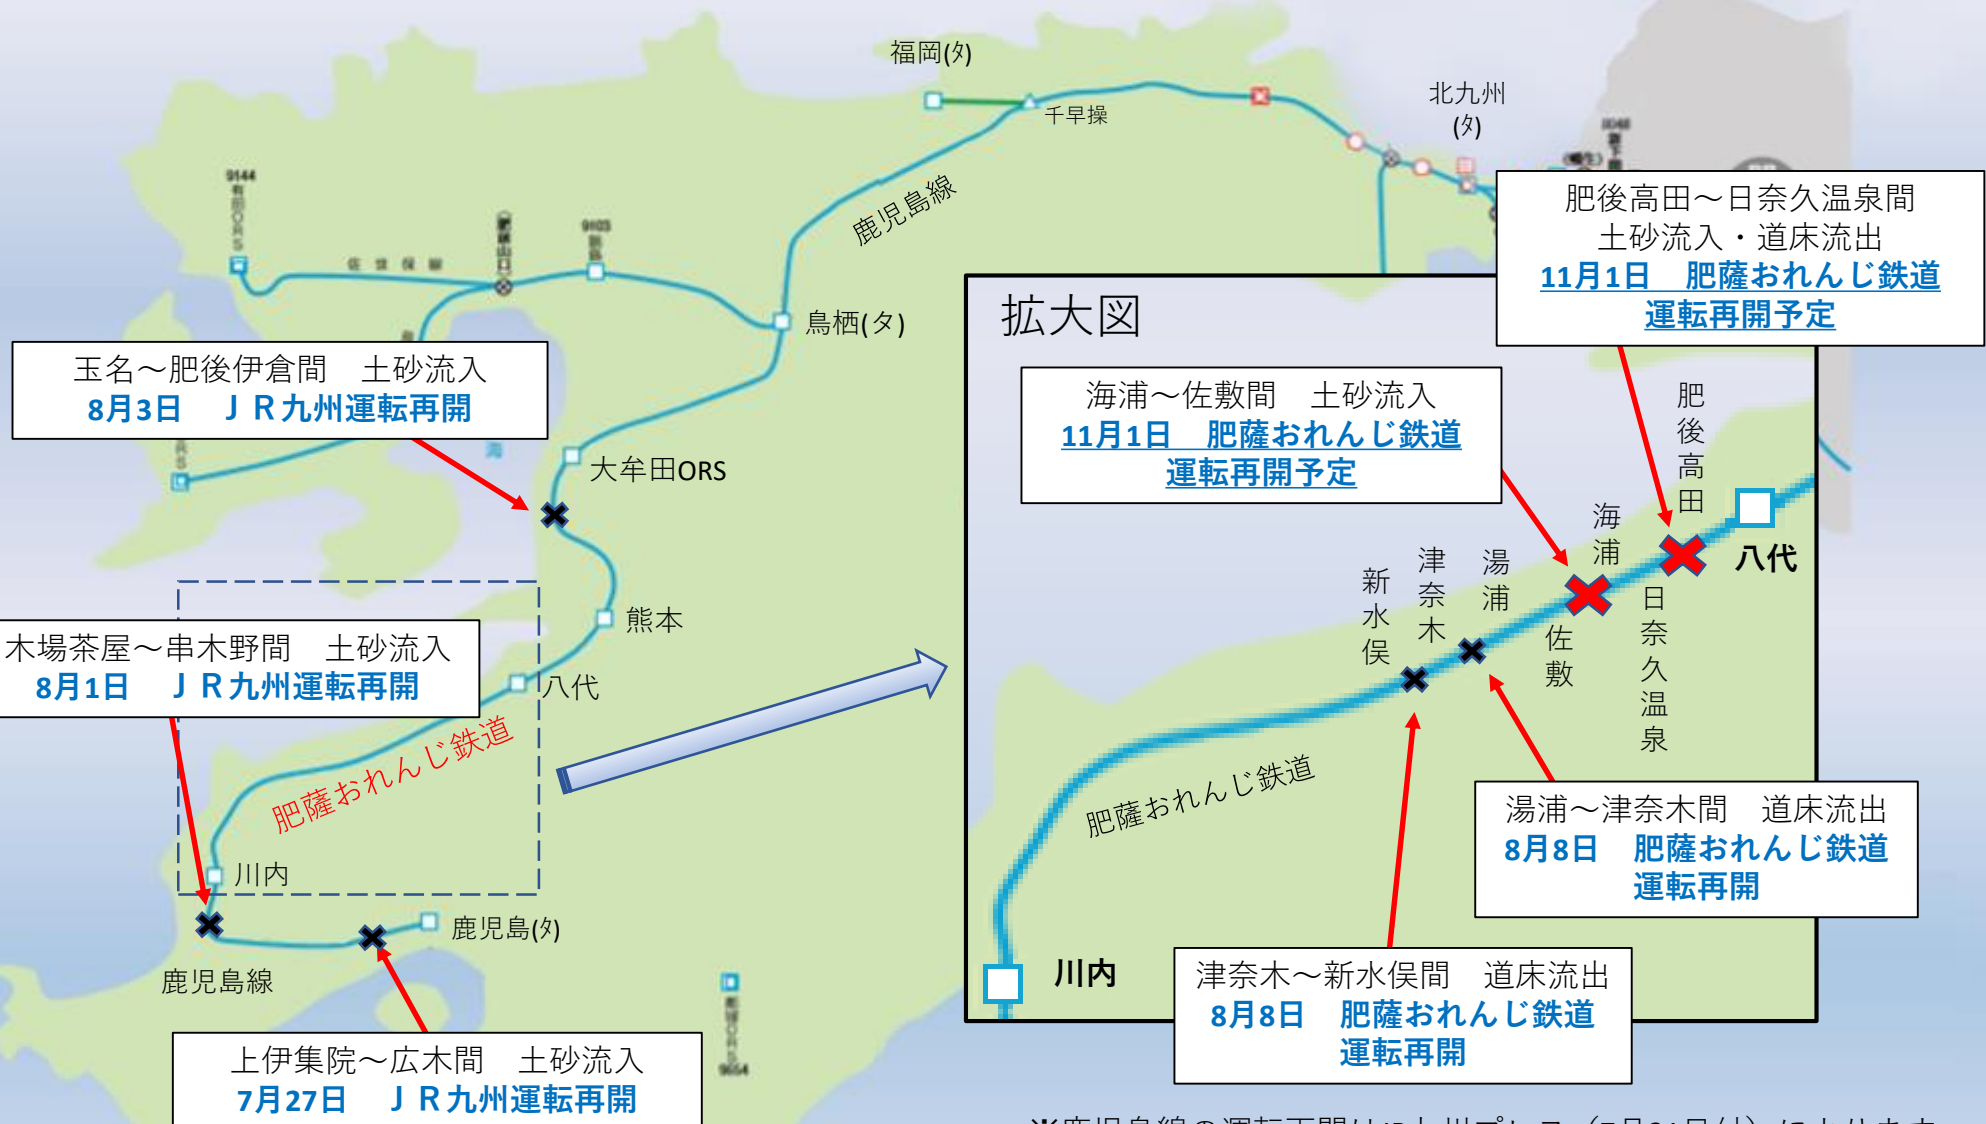 福岡(ﾀ)
千早操
北九州
(ﾀ)
鹿児島線
9144
有田ORS
佐世保線
9103
鳥栖(タ)
肥後高田～日奈久温泉間
土砂流入・道床流出
11月1日　肥薩おれんじ鉄道
運転再開予定
拡大図
玉名～肥後伊倉間　土砂流入
8月3日　ＪＲ九州運転再開
海浦～佐敷間　土砂流入
11月1日　肥薩おれんじ鉄道
運転再開予定
大牟田ORS
熊本
八代
木場茶屋～串木野間　土砂流入
8月1日　ＪＲ九州運転再開
肥薩おれんじ鉄道
川内
鹿児島(ﾀ)
鹿児島線
上伊集院～広木間　土砂流入
7月27日　ＪＲ九州運転再開
肥後高田
八代
海浦
日奈久温泉
佐敷
湯浦
津奈木
新水俣
肥薩おれんじ鉄道
湯浦～津奈木間　道床流出
8月8日　肥薩おれんじ鉄道
運転再開
川内
津奈木～新水俣間　道床流出
8月8日　肥薩おれんじ鉄道
運転再開